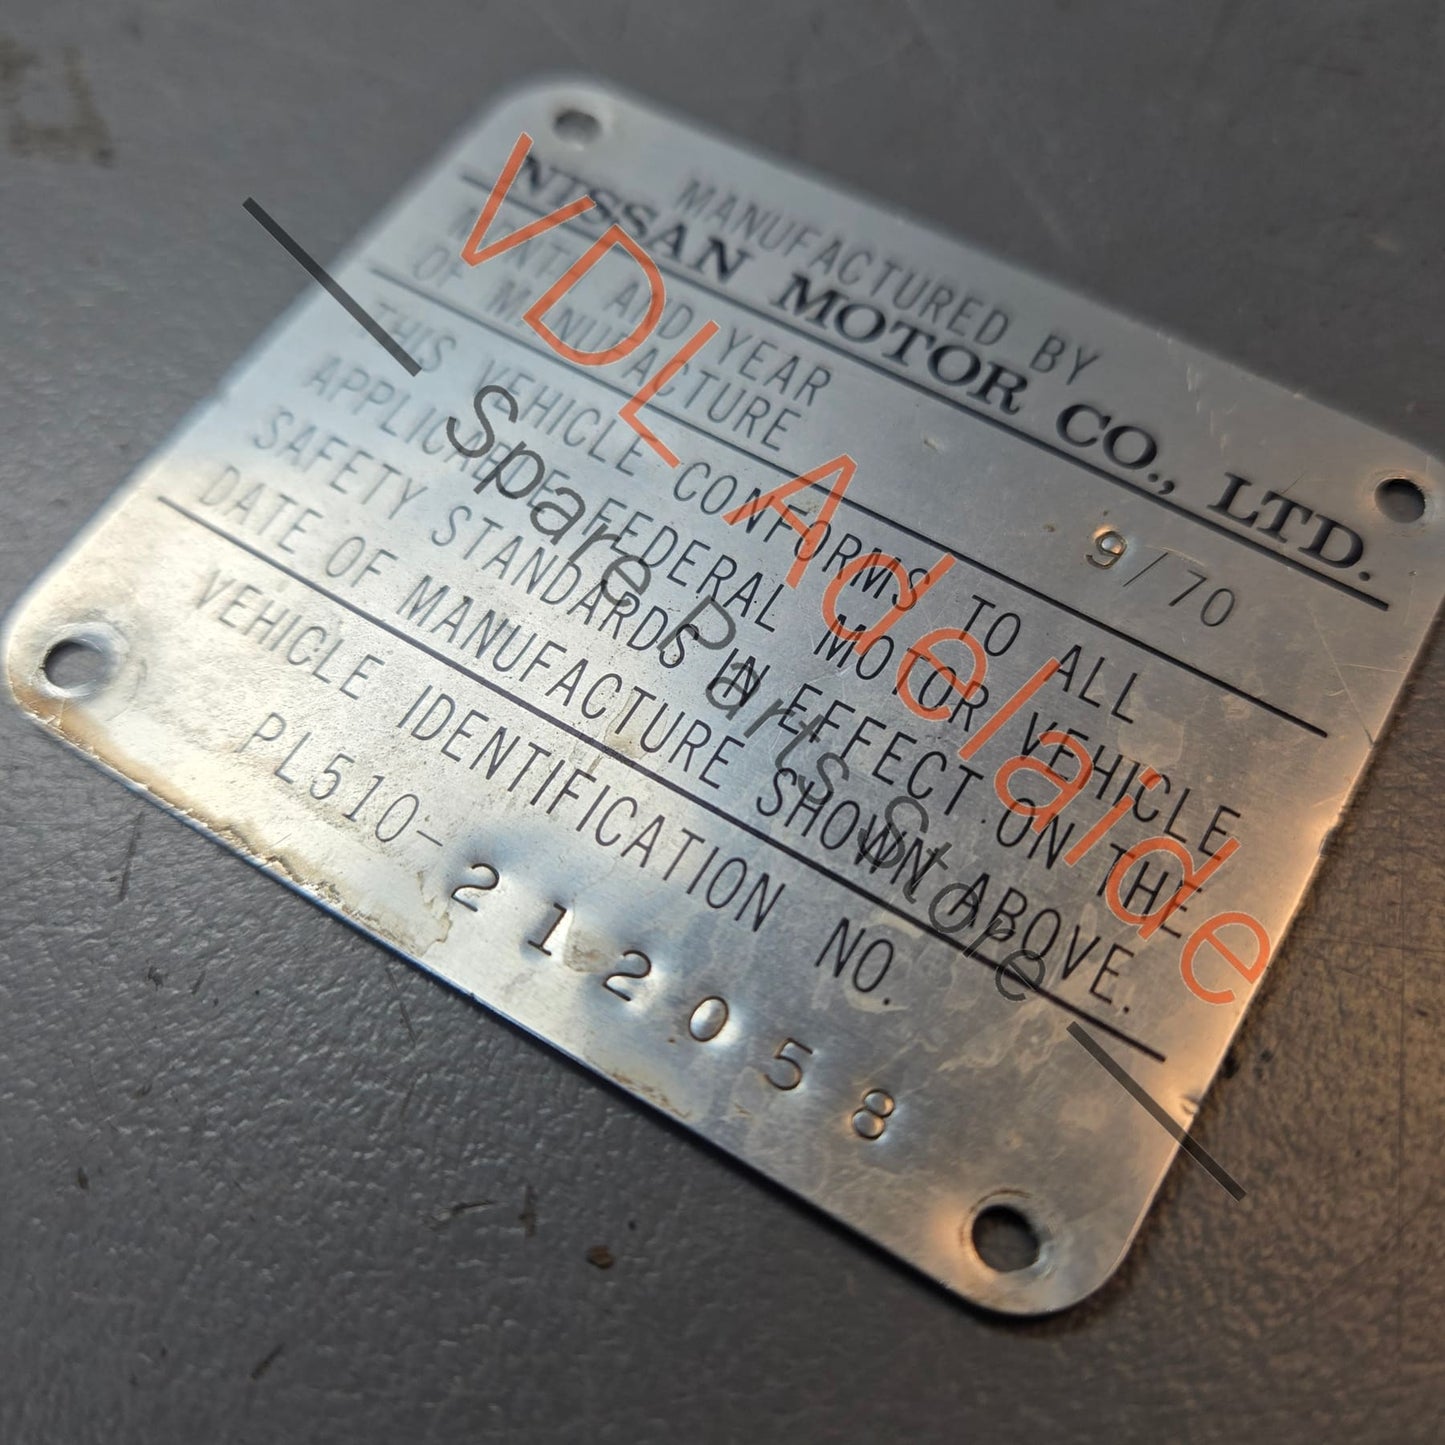 MANUFACTURED BY
NISSAN MOTOR CO., LTD.
MONTH AND YEAR
OF MANUFACTURE
9/70
THIS VEHICLE CONFORMS TO ALL
APPLICABLE FEDERAL MOTOR VEHICLE
SAFETY STANDARDS IN EFFECT ON THE
DATE OF MANUFACTURE SHOWN ABOVE.
VEHICLE IDENTIFICATION NO.
PL510-212058
VDL Adelaide
Spare Parts Store